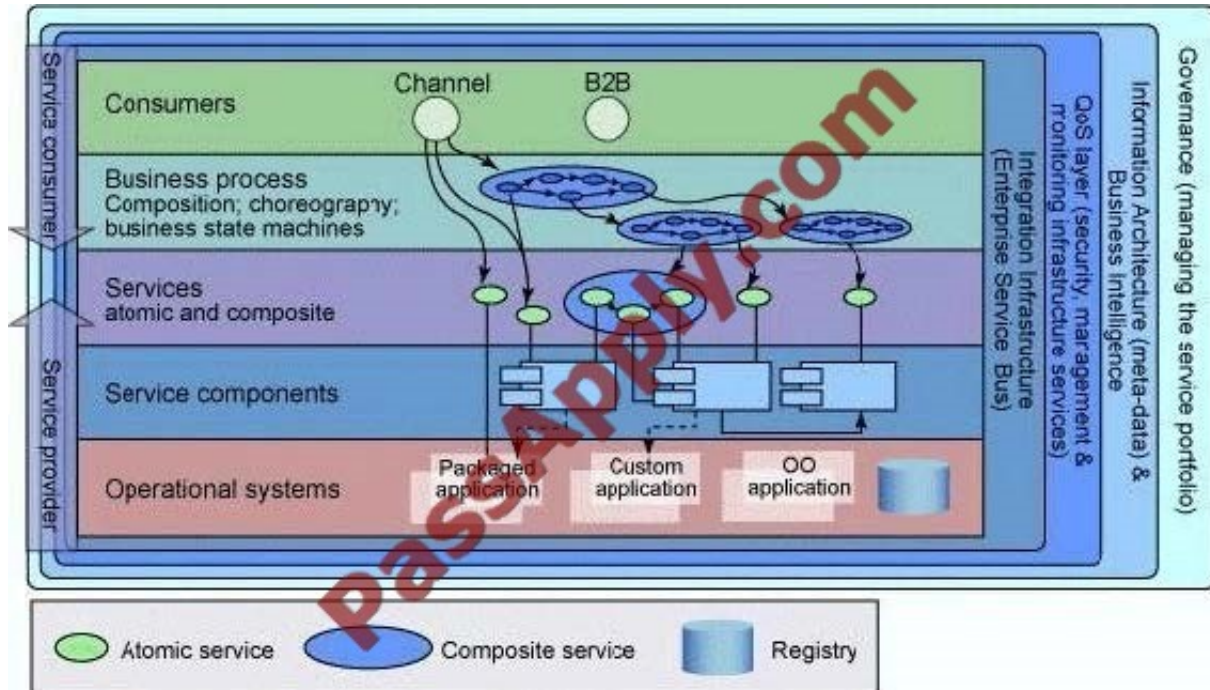 Service consumer
Service provider
Consumers
Channel
B2B
Business process
Composition; choreography;
business state machines
Services
atomic and composite
Service components
Operational systems
Packaged
application
Custom
application
OO
application
Integration Infrastructure
(Enterprise Service Bus)
QoS layer (security, management &
monitoring infrastructure services)
Information Architecture (meta-data) &
Business Intelligence
Governance (managing the service portfolio)
PassApply.com
Atomic service
Composite service
Registry